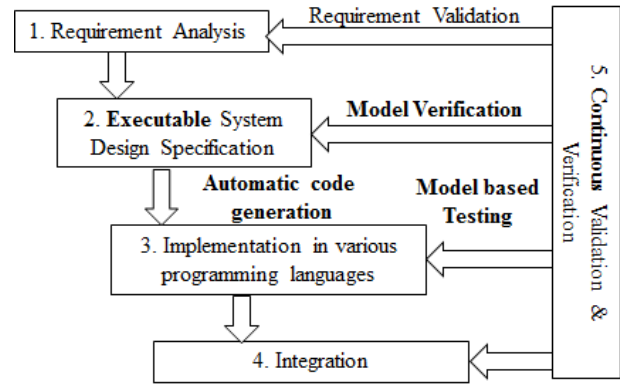 1. Requirement Analysis
Requirement Validation
2. Executable System
Design Specification
Model Verification
Automatic code
generation
Model based
Testing
3. Implementation in various
programming languages
4. Integration
5. Continuous Validation &
Verification